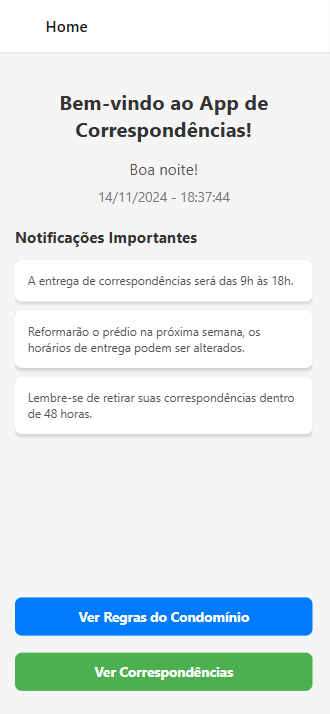 Home
Bem-vindo ao App de
Correspondências!
Boa noite!
14/11/2024 - 18:37:44
Notificações Importantes
A entrega de correspondências será das 9h às 18h.
Reformarão o prédio na próxima semana, os
horários de entrega podem ser alterados.
Lembre-se de retirar suas correspondências dentro
de 48 horas.
Ver Regras do Condomínio
Ver Correspondências